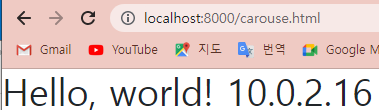 localhost:8000/carouse.html
Gmail YouTube 지도 번역 Google M
Hello, world! 10.0.2.16